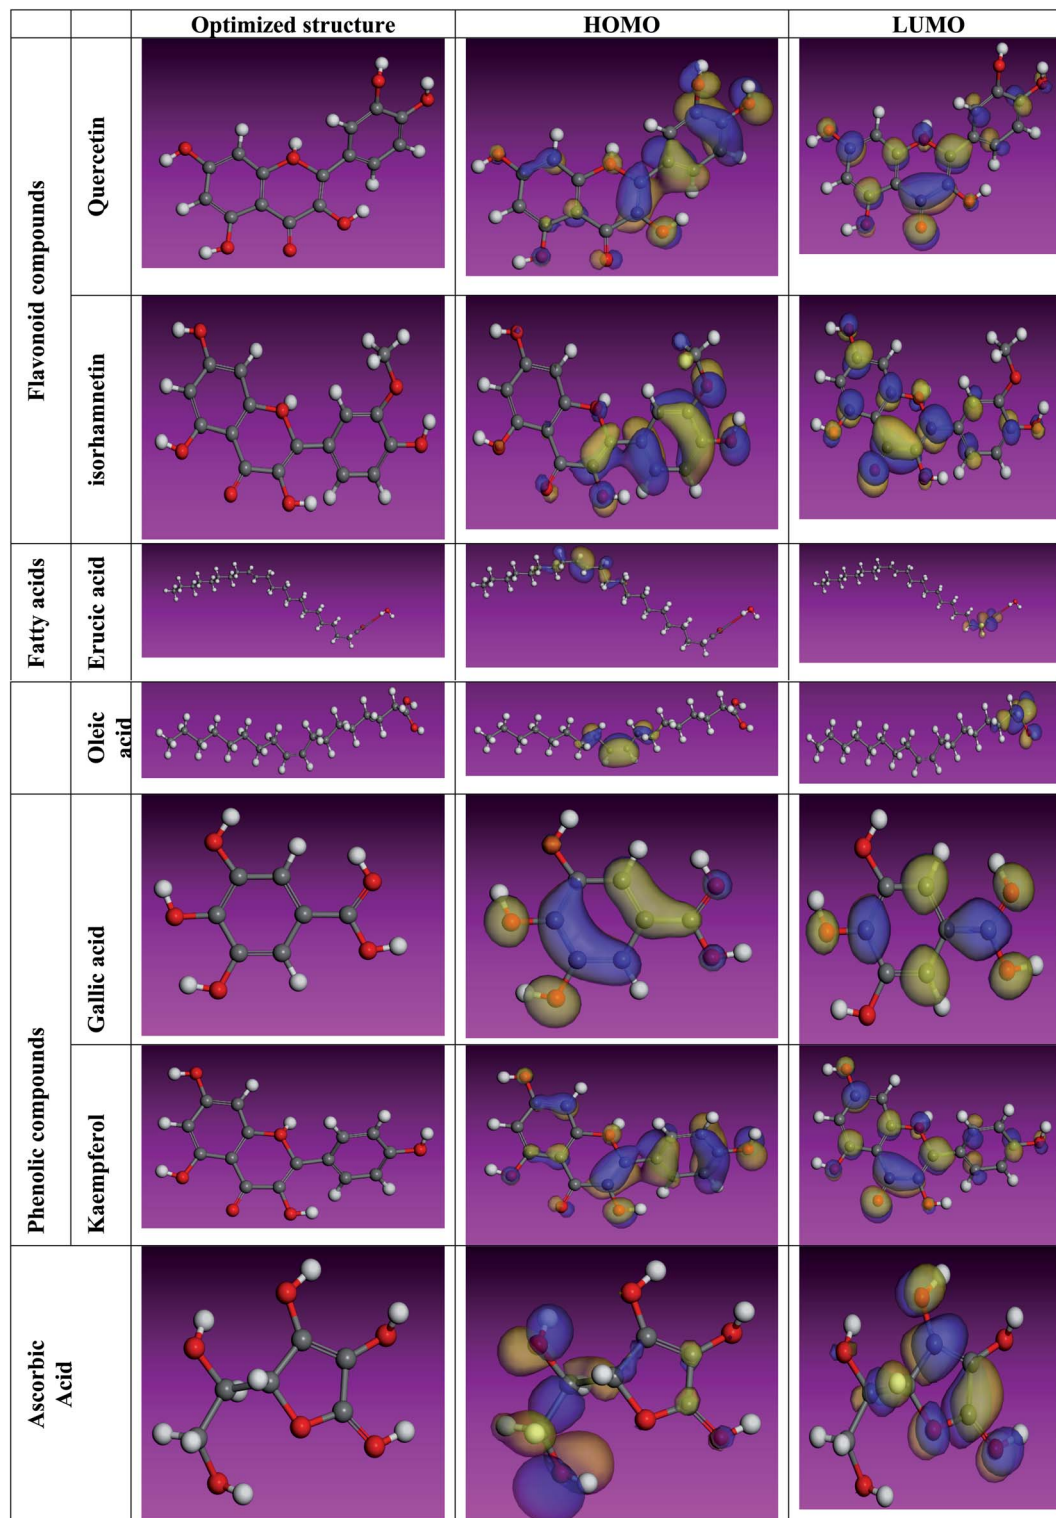 Optimized structure HOMO LUMO
Flavonoid compounds
Quercetin
isorhamnetin
Fatty acids
Erucic acid
Oleic
acid
Phenolic compounds
Gallic acid
Kaempferol
Ascorbic
Acid